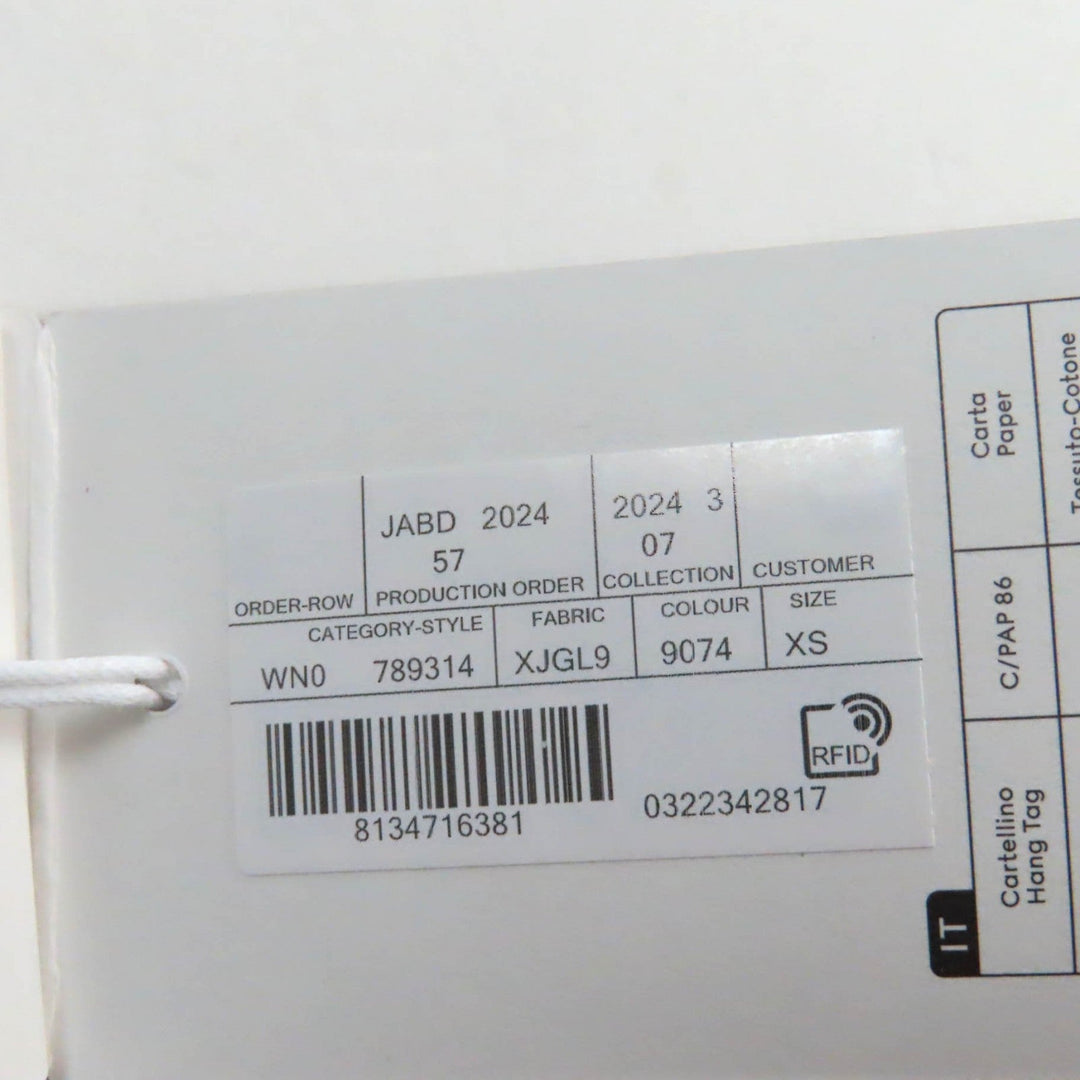 JABD 2024
57
2024 3
07
ORDER-ROW
PRODUCTION ORDER
COLLECTION
CUSTOMER
CATEGORY-STYLE
FABRIC
COLOUR
SIZE
WN0 789314
XJGL9
9074
XS
RFID
8134716381
0322342817
Carta
Paper
Tessuto-Cotone
C/PAP 86
Cartellino
Hang Tag
IT